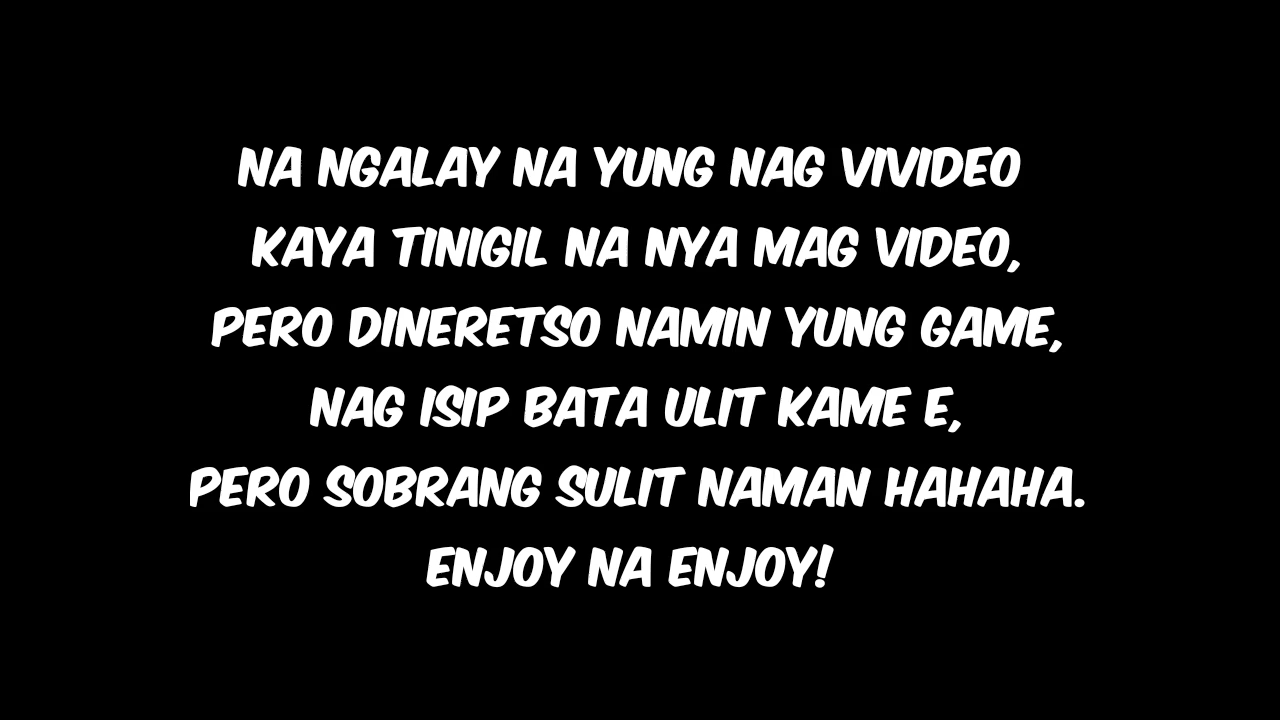 NA NGALAY NA YUNG NAG VIVIDEO
KAYA TINIGIL NA NYA MAG VIDEO,
PERO DINERETSO NAMIN YUNG GAME,
NAG ISIP BATA ULIT KAME E,
PERO SOBRANG SULIT NAMAN HAHAHA.
ENJOY NA ENJOY!